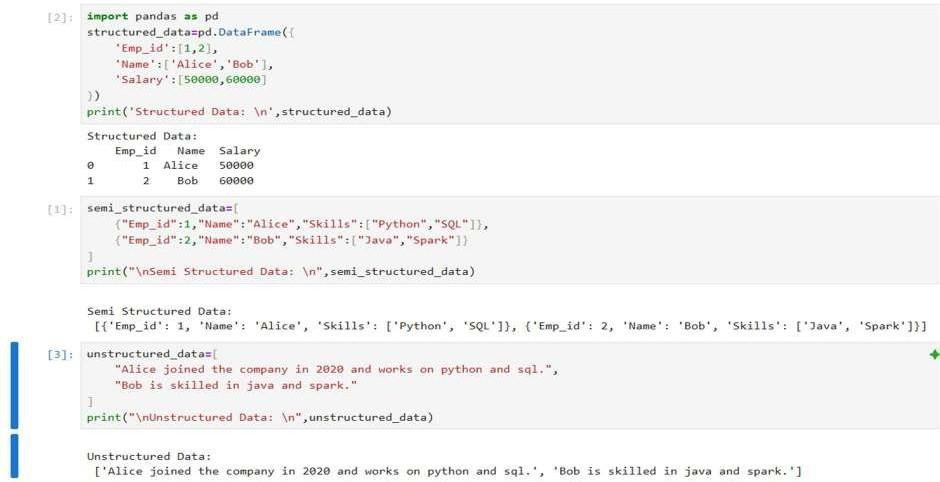 [2]: import pandas as pd
structured_data=pd.DataFrame({
    'Emp_id':[1,2],
    'Name':['Alice','Bob'],
    'Salary':[50000,60000]
})
print('Structured Data: \n',structured_data)
Structured Data:
    Emp_id   Name  Salary
0       1  Alice   50000
1       2    Bob   60000
[1]: semi_structured_data=[
    {"Emp_id":1,"Name":"Alice","Skills":["Python","SQL"]},
    {"Emp_id":2,"Name":"Bob","Skills":["Java","Spark"]}
]
print("\nSemi Structured Data: \n",semi_structured_data)
Semi Structured Data:
 [{'Emp_id': 1, 'Name': 'Alice', 'Skills': ['Python', 'SQL']}, {'Emp_id': 2, 'Name': 'Bob', 'Skills': ['Java', 'Spark']}]
[3]: unstructured_data=[
    "Alice joined the company in 2020 and works on python and sql.",
    "Bob is skilled in java and spark."
]
print("\nUnstructured Data: \n",unstructured_data)
Unstructured Data:
 ['Alice joined the company in 2020 and works on python and sql.', 'Bob is skilled in java and spark.']